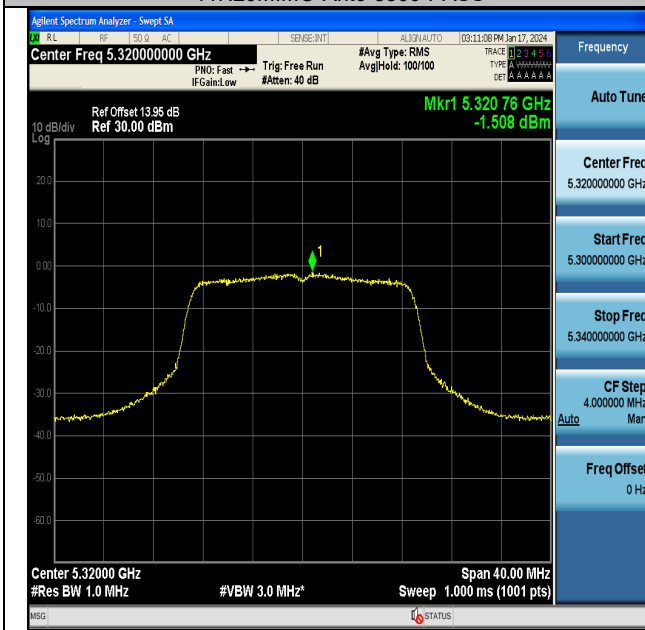 Agilent Spectrum Analyzer - Swept SA
LXI RL RF 50 Ω AC SENSE:INT ALIGN AUTO 03:11:08 PM Jan 17, 2024
Center Freq 5.320000000 GHz
PNO: Fast
IFGain:Low
Trig: Free Run
#Atten: 40 dB
#Avg Type: RMS
Avg|Hold: 100/100
TRACE 1 2 3 4 5 6
TYPE A
DET A A A A A A
Frequency
Mkr1 5.320 76 GHz
-1.508 dBm
Ref Offset 13.95 dB
10 dB/div Ref 30.00 dBm
Log
20.0
10.0
0.00
-10.0
-20.0
-30.0
-40.0
-50.0
-60.0
1
Center 5.32000 GHz Span 40.00 MHz
#Res BW 1.0 MHz #VBW 3.0 MHz* Sweep 1.000 ms (1001 pts)
MSG STATUS
Auto Tune
Center Freq
5.320000000 GHz
Start Freq
5.300000000 GHz
Stop Freq
5.340000000 GHz
CF Step
4.000000 MHz
Auto Man
Freq Offset
0 Hz